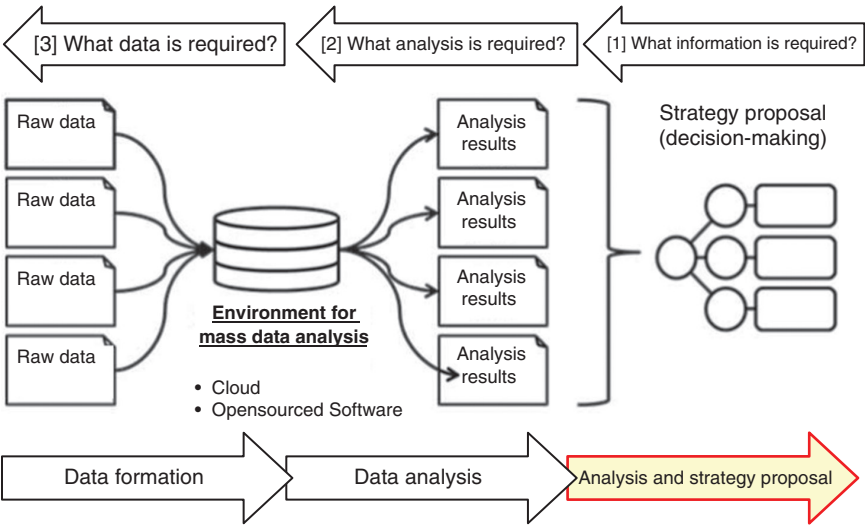 [3] What data is required?
[2] What analysis is required?
[1] What information is required?
Raw data
Raw data
Raw data
Raw data
Environment for
mass data analysis
• Cloud
• Opensourced Software
Analysis
results
Analysis
results
Analysis
results
Analysis
results
Strategy proposal
(decision-making)
Data formation
Data analysis
Analysis and strategy proposal